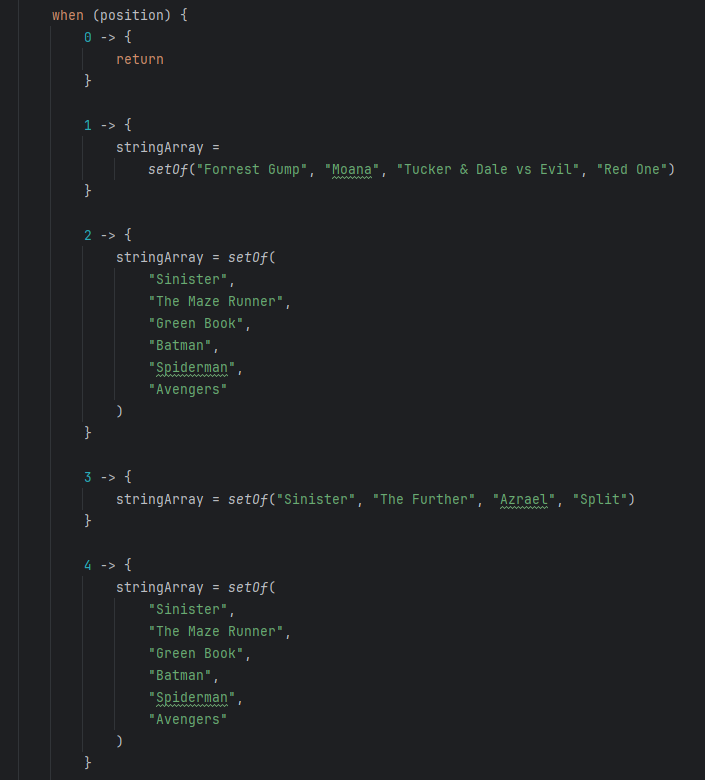 when (position) {
0 -> {
return
}
1 -> {
stringArray =
setOf("Forrest Gump", "Moana", "Tucker & Dale vs Evil", "Red One")
}
2 -> {
stringArray = setOf(
"Sinister",
"The Maze Runner",
"Green Book",
"Batman",
"Spiderman",
"Avengers"
)
}
3 -> {
stringArray = setOf("Sinister", "The Further", "Azrael", "Split")
}
4 -> {
stringArray = setOf(
"Sinister",
"The Maze Runner",
"Green Book",
"Batman",
"Spiderman",
"Avengers"
)
}